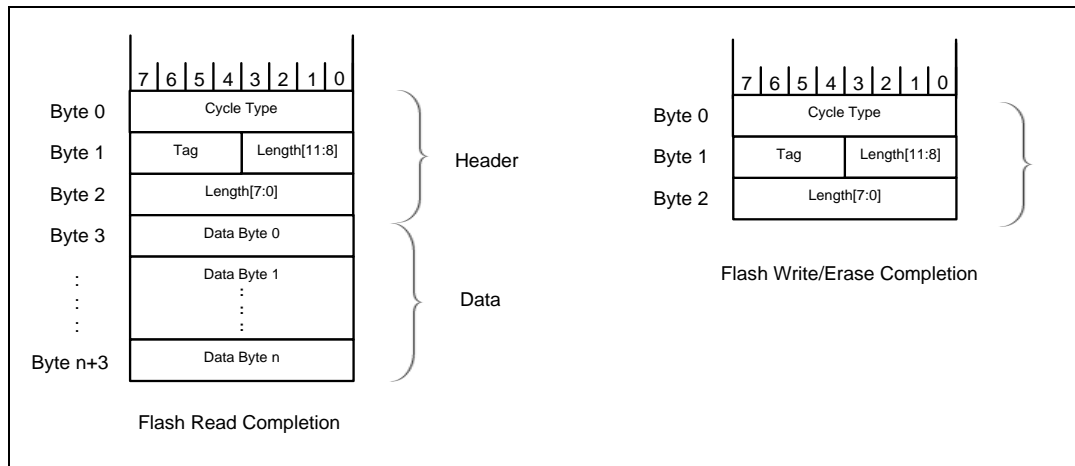 7 6 5 4 3 2 1 0
Byte 0 Cycle Type
Byte 1 Tag Length[11:8]
Byte 2 Length[7:0]
Header
Byte 3 Data Byte 0
Data Byte 1
:
:
:
:
:
:
Data
Byte n+3 Data Byte n
Flash Read Completion
7 6 5 4 3 2 1 0
Byte 0 Cycle Type
Byte 1 Tag Length[11:8]
Byte 2 Length[7:0]
Flash Write/Erase Completion